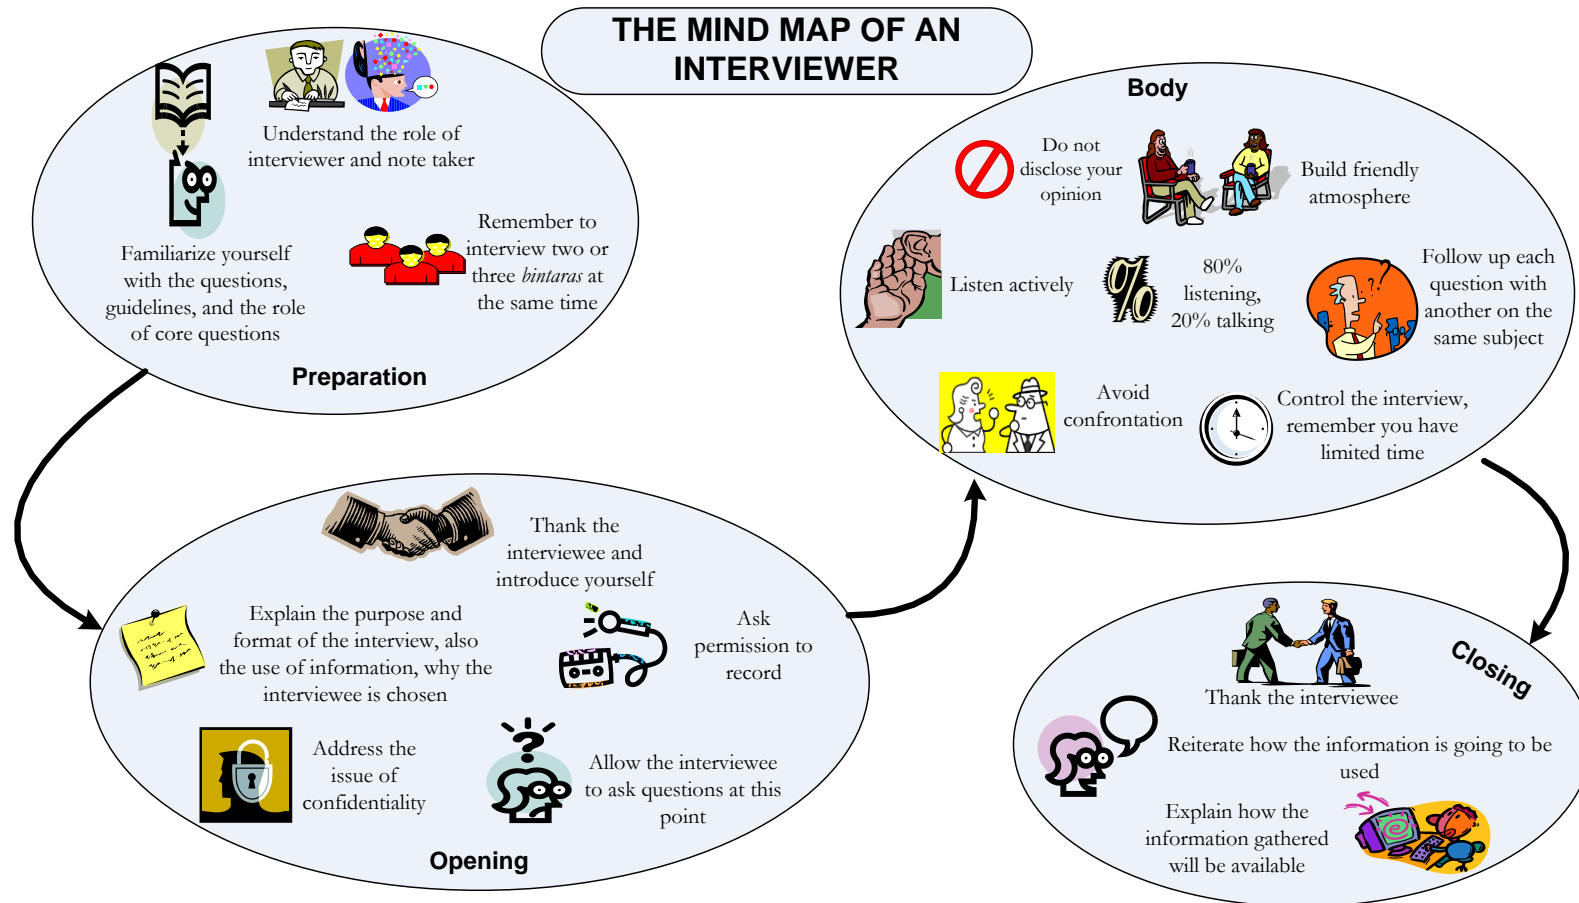 THE MIND MAP OF AN
INTERVIEWER
Understand the role of
interviewer and note taker
Familiarize yourself
with the questions,
guidelines, and the role
of core questions
Remember to
interview two or
three bintaras at
the same time
Preparation
Thank the
interviewee and
introduce yourself
Explain the purpose and
format of the interview, also
the use of information, why the
interviewee is chosen
Ask
permission to
record
Address the
issue of
confidentiality
Allow the interviewee
to ask questions at this
point
Opening
Body
Do not
disclose your
opinion
Build friendly
atmosphere
Listen actively
%
80%
listening,
20% talking
Follow up each
question with
another on the
same subject
Avoid
confrontation
Control the interview,
remember you have
limited time
Closing
Thank the interviewee
Reiterate how the information is going to be
used
Explain how the
information gathered
will be available